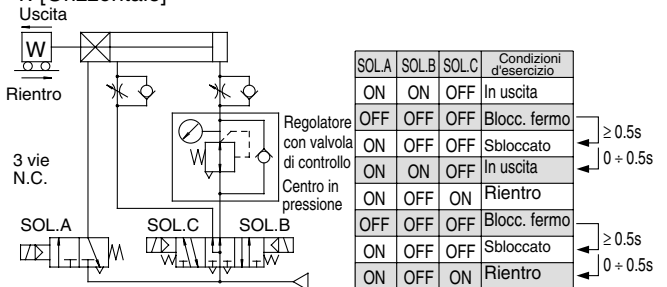 Uscita
W
Rientro
3 vie
N.C.
Regolatore
con valvola
di controllo
Centro in
pressione
SOL.A
SOL.C
SOL.B
SOL.A SOL.B SOL.C Condizioni d'esercizio
ON ON OFF In uscita
OFF OFF OFF Blocc. fermo
ON OFF OFF Sbloccato
ON ON OFF In uscita
ON OFF ON Rientro
OFF OFF OFF Blocc. fermo
ON OFF OFF Sbloccato
ON OFF ON Rientro
≥ 0.5s
0 ÷ 0.5s
≥ 0.5s
0 ÷ 0.5s